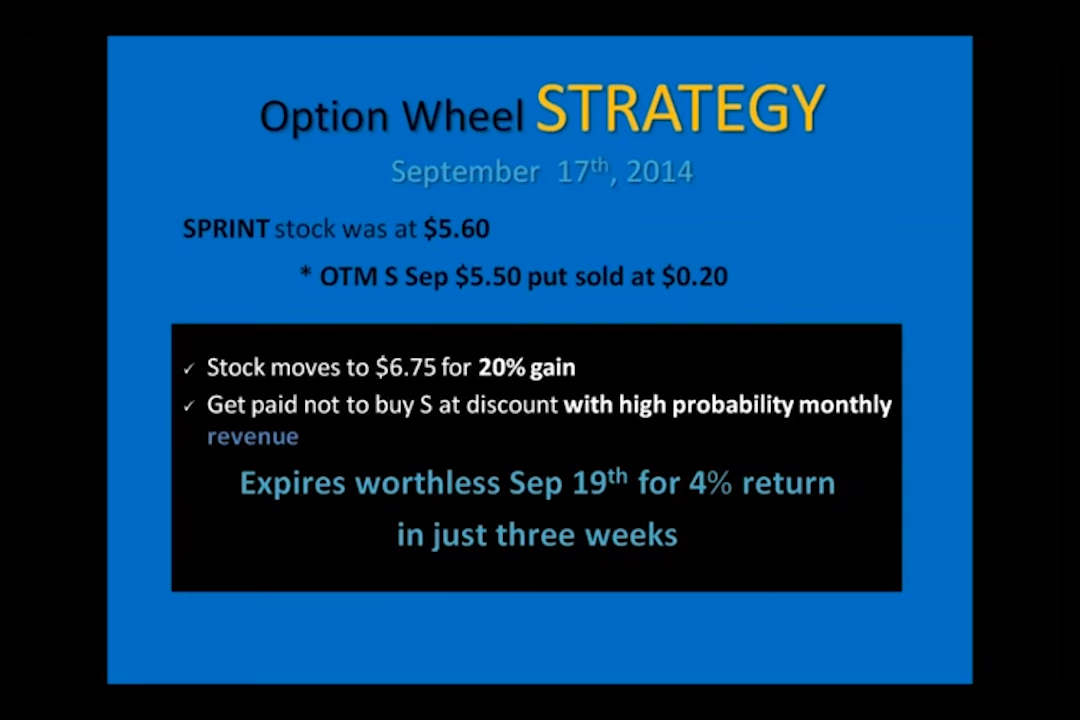 Option Wheel STRATEGY
September 17th, 2014
SPRINT stock was at $5.60
* OTM S Sep $5.50 put sold at $0.20
✓ Stock moves to $6.75 for 20% gain
✓ Get paid not to buy S at discount with high probability monthly
revenue
Expires worthless Sep 19th for 4% return
in just three weeks